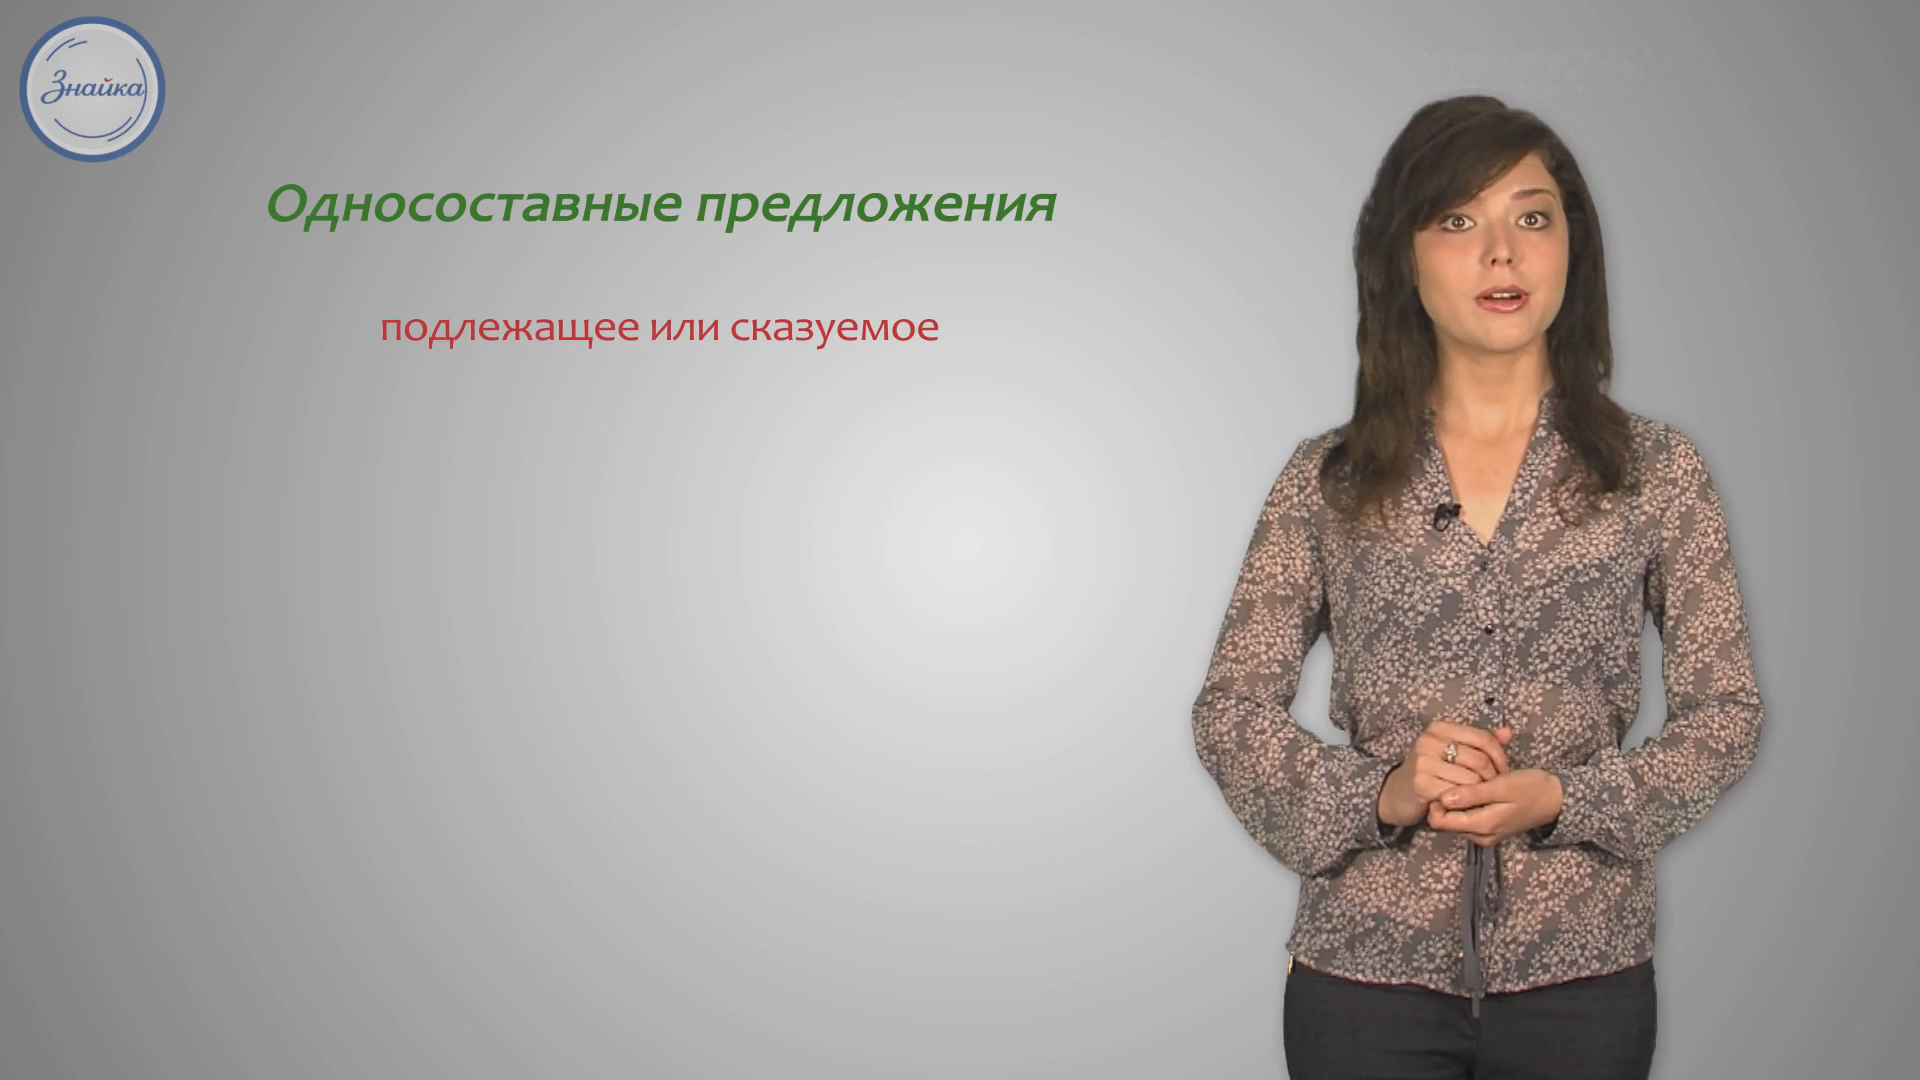 Знайка
Односоставные предложения
подлежащее или сказуемое